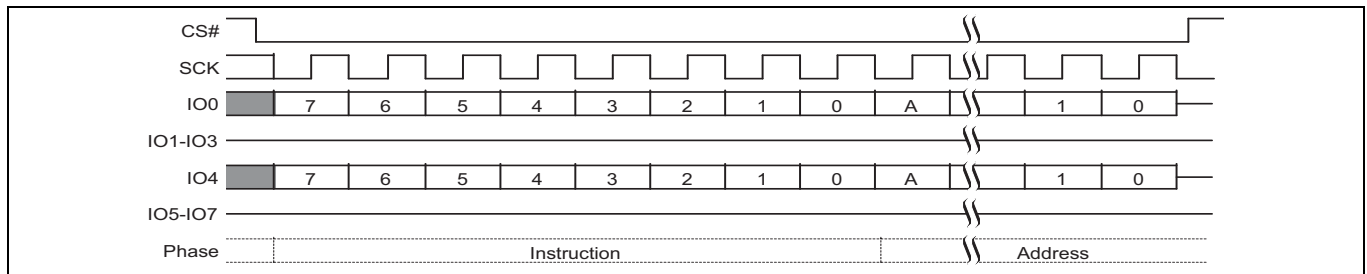 CS#
SCK
IO0 7 6 5 4 3 2 1 0 A 1 0
IO1-IO3
IO4 7 6 5 4 3 2 1 0 A 1 0
IO5-IO7
Phase Instruction Address